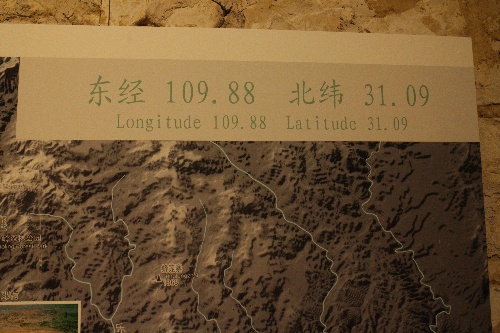 东经 109.88 北纬 31.09
Longitude 109.88 Latitude 31.09